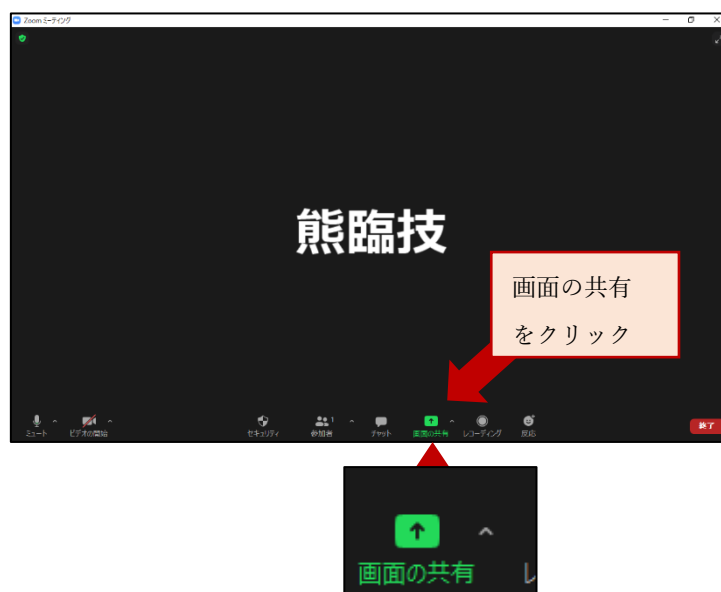 Zoom ミーティング
熊臨技
画面の共有
をクリック
ミュート
ビデオの開始
セキュリティ
参加者
1
チャット
画面の共有
レコーディング
反応
終了
画面の共有
レ